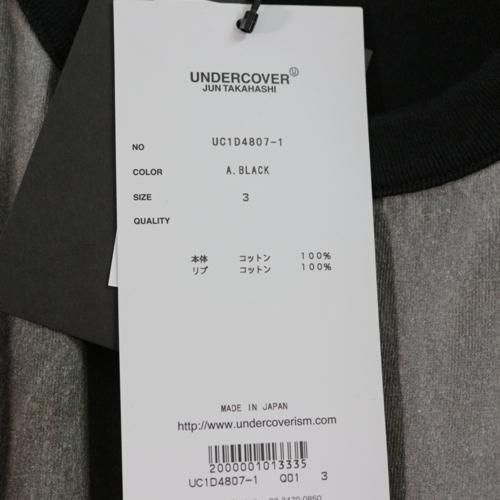 UNDERCOVER Ⓤ
JUN TAKAHASHI
NO UC1D4807-1
COLOR A.BLACK
SIZE 3
QUALITY
本体 コットン 100%
リブ コットン 100%
MADE IN JAPAN
www.undercoverism.com
2000001013335
UC1D4807-1 Q01 3